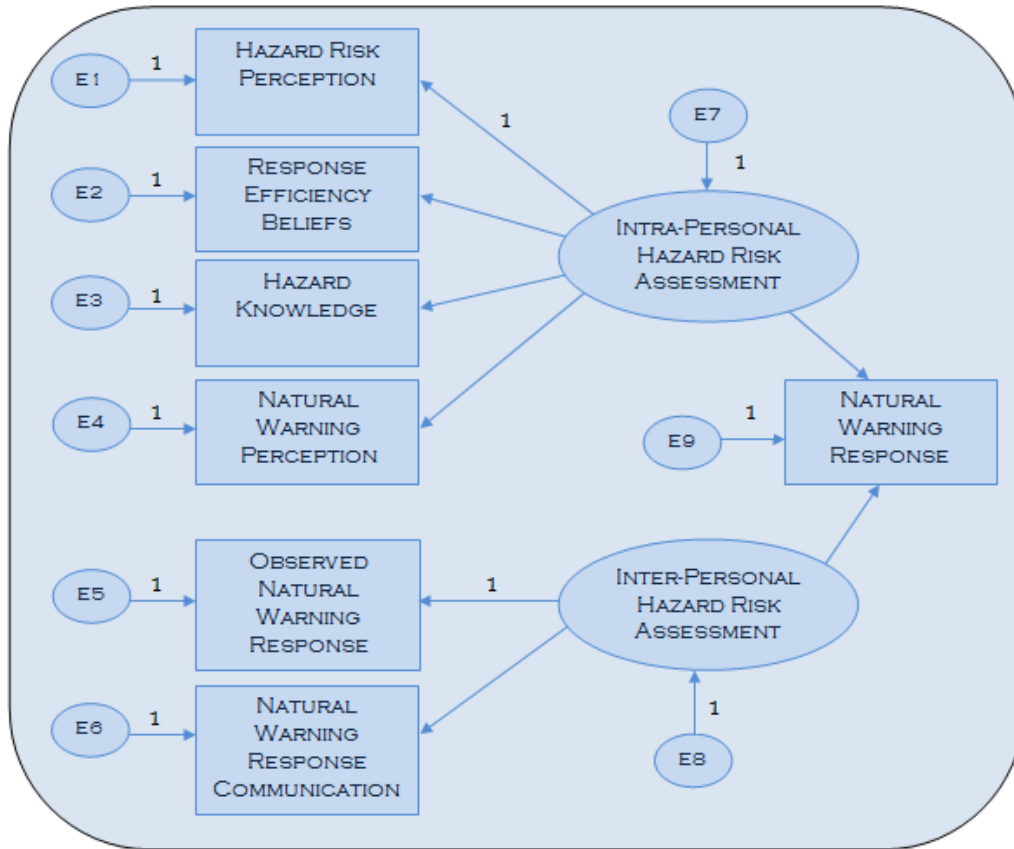 E1
1
HAZARD RISK
PERCEPTION
1
E7
1
E2
1
RESPONSE
EFFICIENCY
BELIEFS
INTRA-PERSONAL
HAZARD RISK
ASSESSMENT
E3
1
HAZARD
KNOWLEDGE
E4
1
NATURAL
WARNING
PERCEPTION
E9
1
NATURAL
WARNING
RESPONSE
E5
1
OBSERVED
NATURAL
WARNING
RESPONSE
1
INTER-PERSONAL
HAZARD RISK
ASSESSMENT
E6
1
NATURAL
WARNING
RESPONSE
COMMUNICATION
1
E8